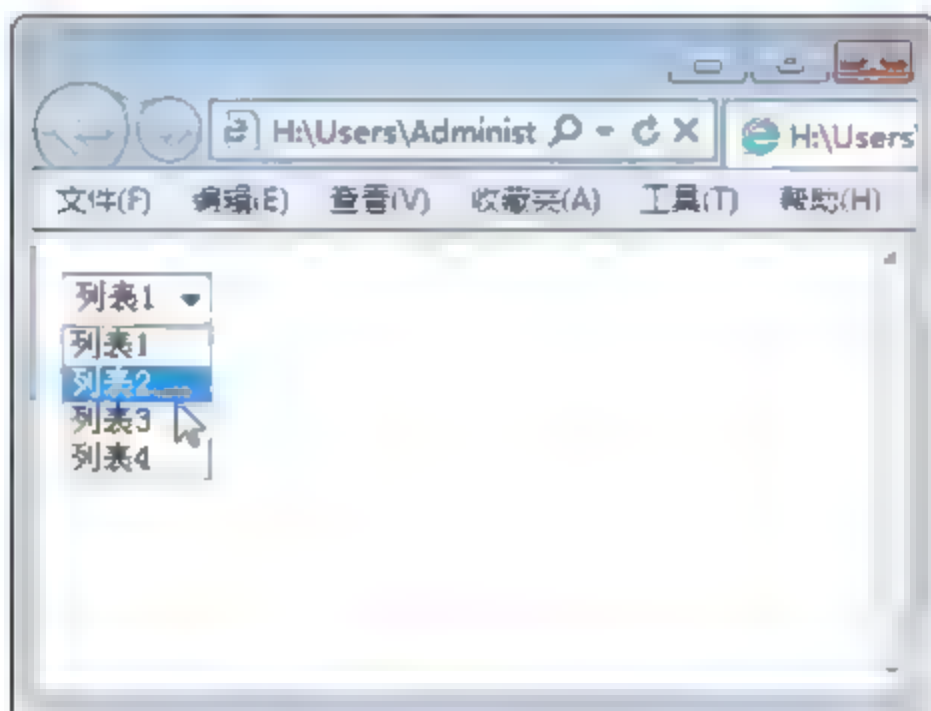 H:\Users\Administ
H:\Users
文件(F) 编辑(E) 查看(V) 收藏夹(A) 工具(T) 帮助(H)
列表1
列表1
列表2
列表3
列表4